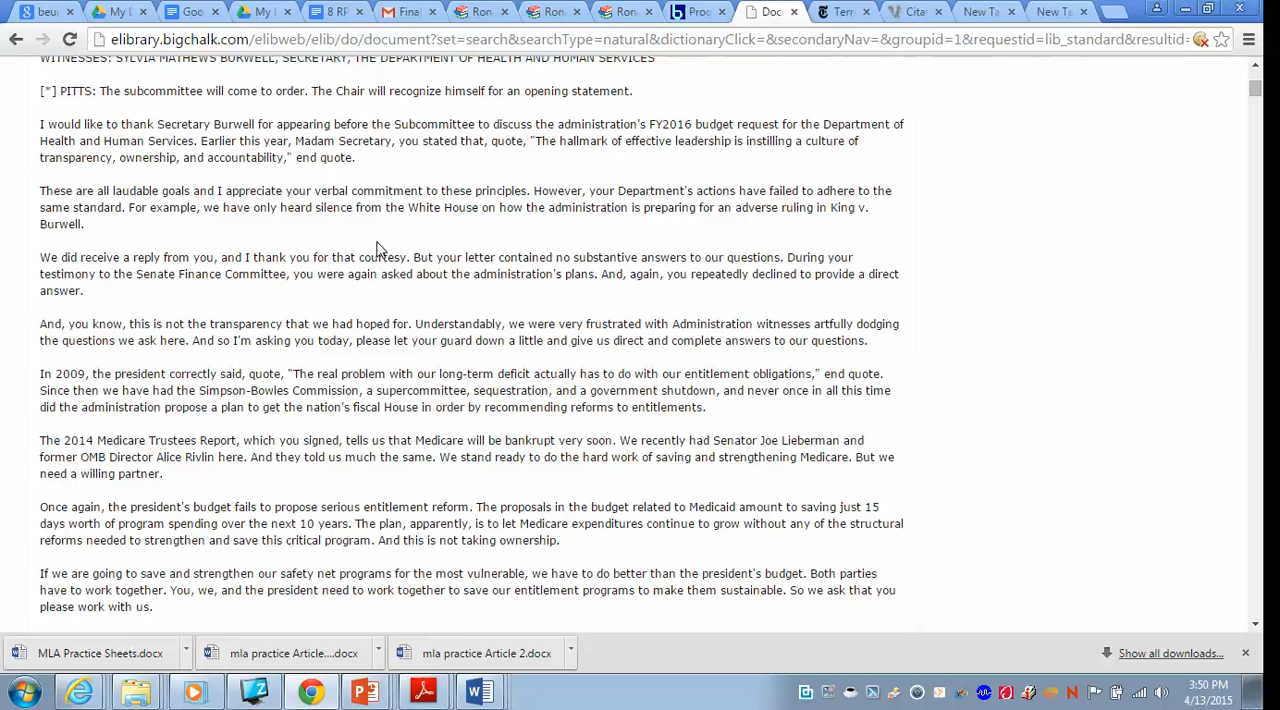 beu
My D
Goo
My I
8 RP
Final
Ron
Ron
Ron
Prog
Doc
Terr
Cita
New Ta
New Ta
elibrary.bigchalk.com/elibweb/elib/do/document?set=search&searchType=natural&dictionaryClick=&secondaryNav=&groupid=1&requestid=lib_standard&resultid=
WITNESSES: SYLVIA MATHEWS BURWELL, SECRETARY, THE DEPARTMENT OF HEALTH AND HUMAN SERVICES
[*] PITTS: The subcommittee will come to order. The Chair will recognize himself for an opening statement.
I would like to thank Secretary Burwell for appearing before the Subcommittee to discuss the administration's FY2016 budget request for the Department of
Health and Human Services. Earlier this year, Madam Secretary, you stated that, quote, "The hallmark of effective leadership is instilling a culture of
transparency, ownership, and accountability," end quote.
These are all laudable goals and I appreciate your verbal commitment to these principles. However, your Department's actions have failed to adhere to the
same standard. For example, we have only heard silence from the White House on how the administration is preparing for an adverse ruling in King v.
Burwell.
We did receive a reply from you, and I thank you for that courtesy. But your letter contained no substantive answers to our questions. During your
testimony to the Senate Finance Committee, you were again asked about the administration's plans. And, again, you repeatedly declined to provide a direct
answer.
And, you know, this is not the transparency that we had hoped for. Understandably, we were very frustrated with Administration witnesses artfully dodging
the questions we ask here. And so I'm asking you today, please let your guard down a little and give us direct and complete answers to our questions.
In 2009, the president correctly said, quote, "The real problem with our long-term deficit actually has to do with our entitlement obligations," end quote.
Since then we have had the Simpson-Bowles Commission, a supercommittee, sequestration, and a government shutdown, and never once in all this time
did the administration propose a plan to get the nation's fiscal House in order by recommending reforms to entitlements.
The 2014 Medicare Trustees Report, which you signed, tells us that Medicare will be bankrupt very soon. We recently had Senator Joe Lieberman and
former OMB Director Alice Rivlin here. And they told us much the same. We stand ready to do the hard work of saving and strengthening Medicare. But we
need a willing partner.
Once again, the president's budget fails to propose serious entitlement reform. The proposals in the budget related to Medicaid amount to saving just 15
days worth of program spending over the next 10 years. The plan, apparently, is to let Medicare expenditures continue to grow without any of the structural
reforms needed to strengthen and save this critical program. And this is not taking ownership.
If we are going to save and strengthen our safety net programs for the most vulnerable, we have to do better than the president's budget. Both parties
have to work together. You, we, and the president need to work together to save our entitlement programs to make them sustainable. So we ask that you
please work with us.
MLA Practice Sheets.docx
mla practice Article....docx
mla practice Article 2.docx
Show all downloads...
3:50 PM
4/13/2015